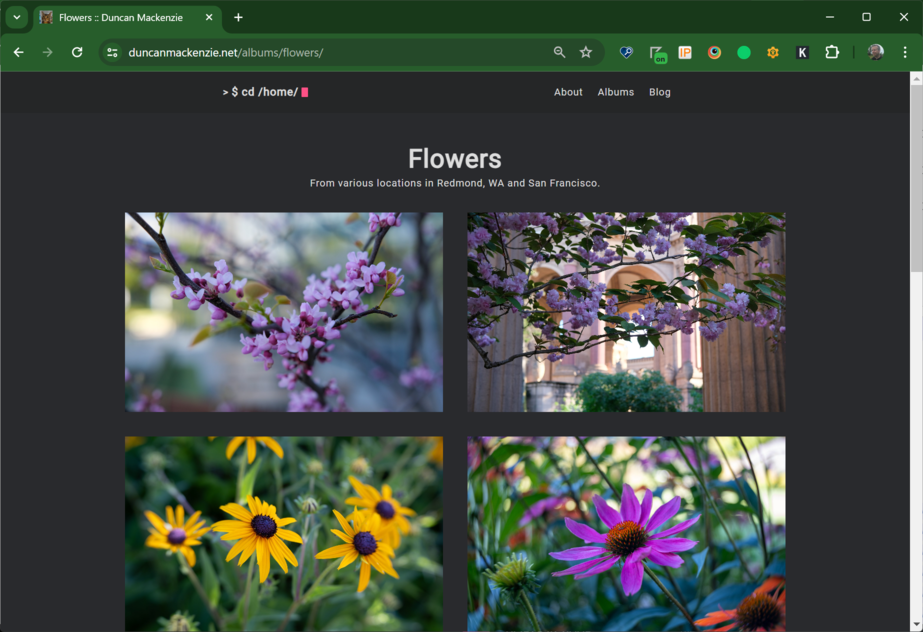 Flowers :: Duncan Mackenzie
duncanmackenzie.net/albums/flowers/
on
IP
K
> $ cd /home/
About Albums Blog
Flowers
From various locations in Redmond, WA and San Francisco.